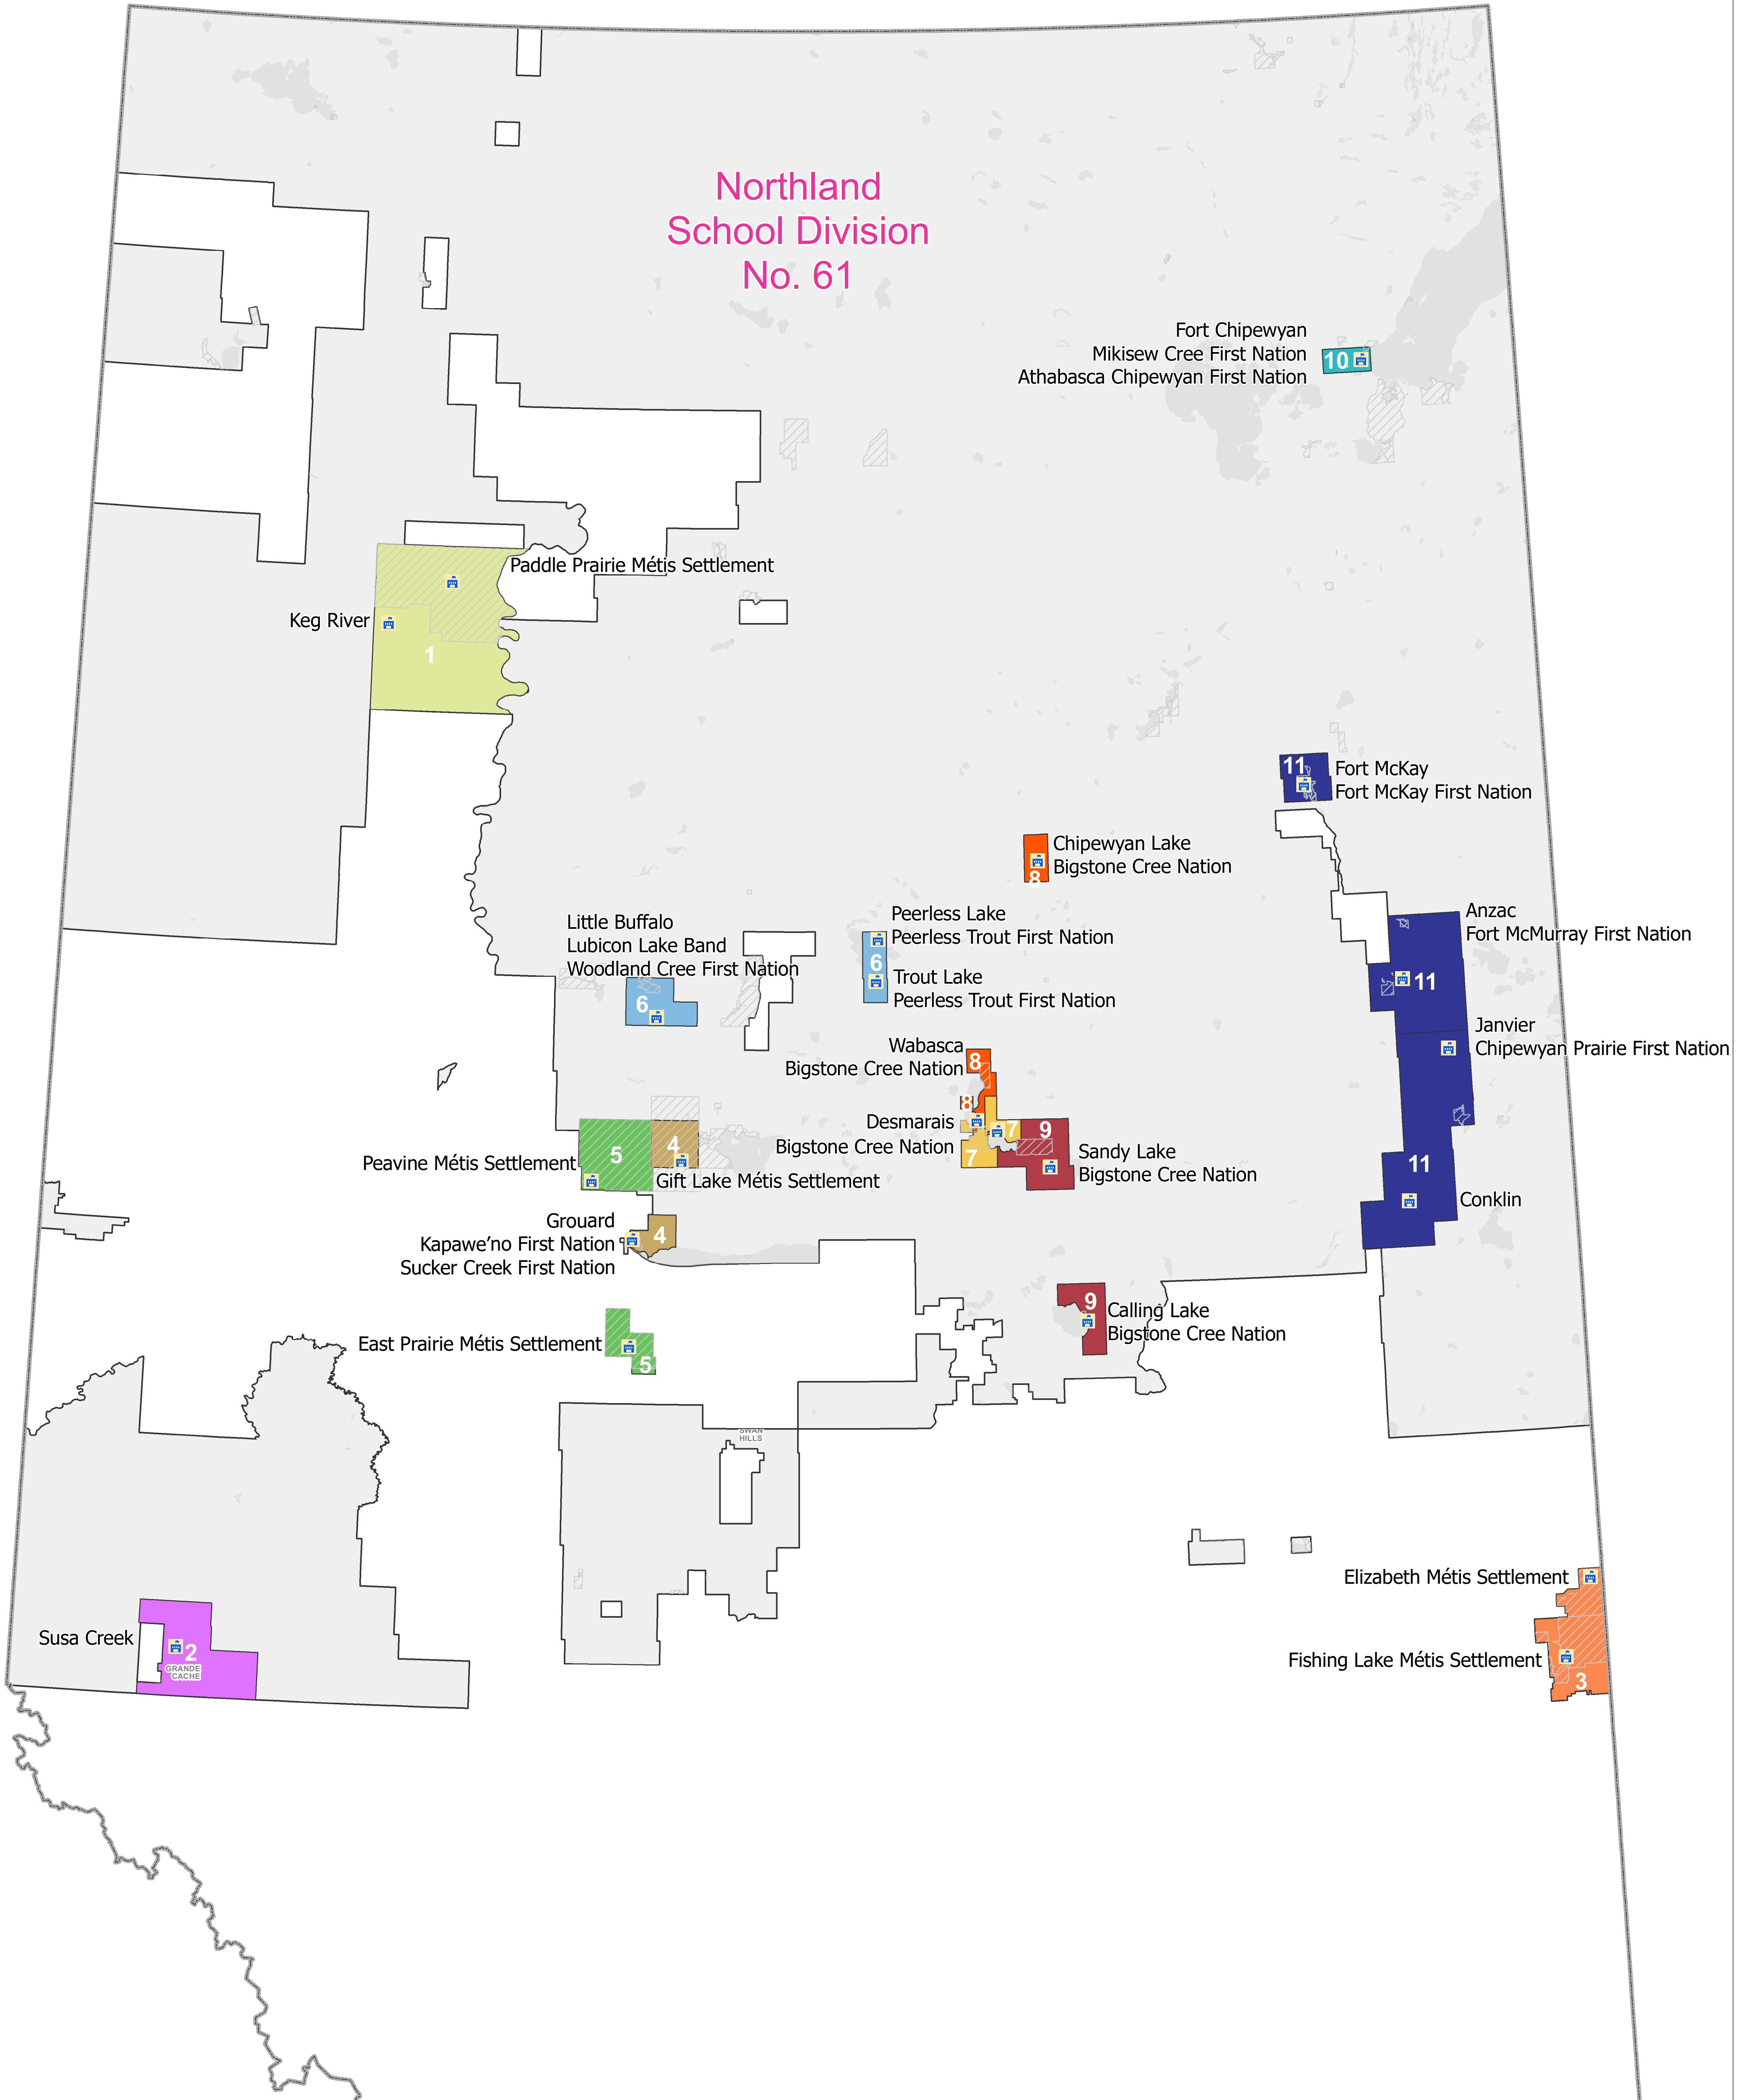 Northland
School Division
No. 61
Fort Chipewyan
Mikisew Cree First Nation
Athabasca Chipewyan First Nation
10
Paddle Prairie Métis Settlement
Keg River
1
11
Fort McKay
Fort McKay First Nation
Chipewyan Lake
Bigstone Cree Nation
8
Anzac
Fort McMurray First Nation
11
Little Buffalo
Lubicon Lake Band
Woodland Cree First Nation
6
Peerless Lake
Peerless Trout First Nation
6
Trout Lake
Peerless Trout First Nation
Janvier
Chipewyan Prairie First Nation
Wabasca
Bigstone Cree Nation
8
8
Desmarais
Bigstone Cree Nation
7
7
9
Sandy Lake
Bigstone Cree Nation
Peavine Métis Settlement
5
4
Gift Lake Métis Settlement
11
Conklin
Grouard
Kapawe’no First Nation
Sucker Creek First Nation
4
9
Calling Lake
Bigstone Cree Nation
East Prairie Métis Settlement
5
SWAN
HILLS
Elizabeth Métis Settlement
Fishing Lake Métis Settlement
3
Susa Creek
2
GRANDE
CACHE